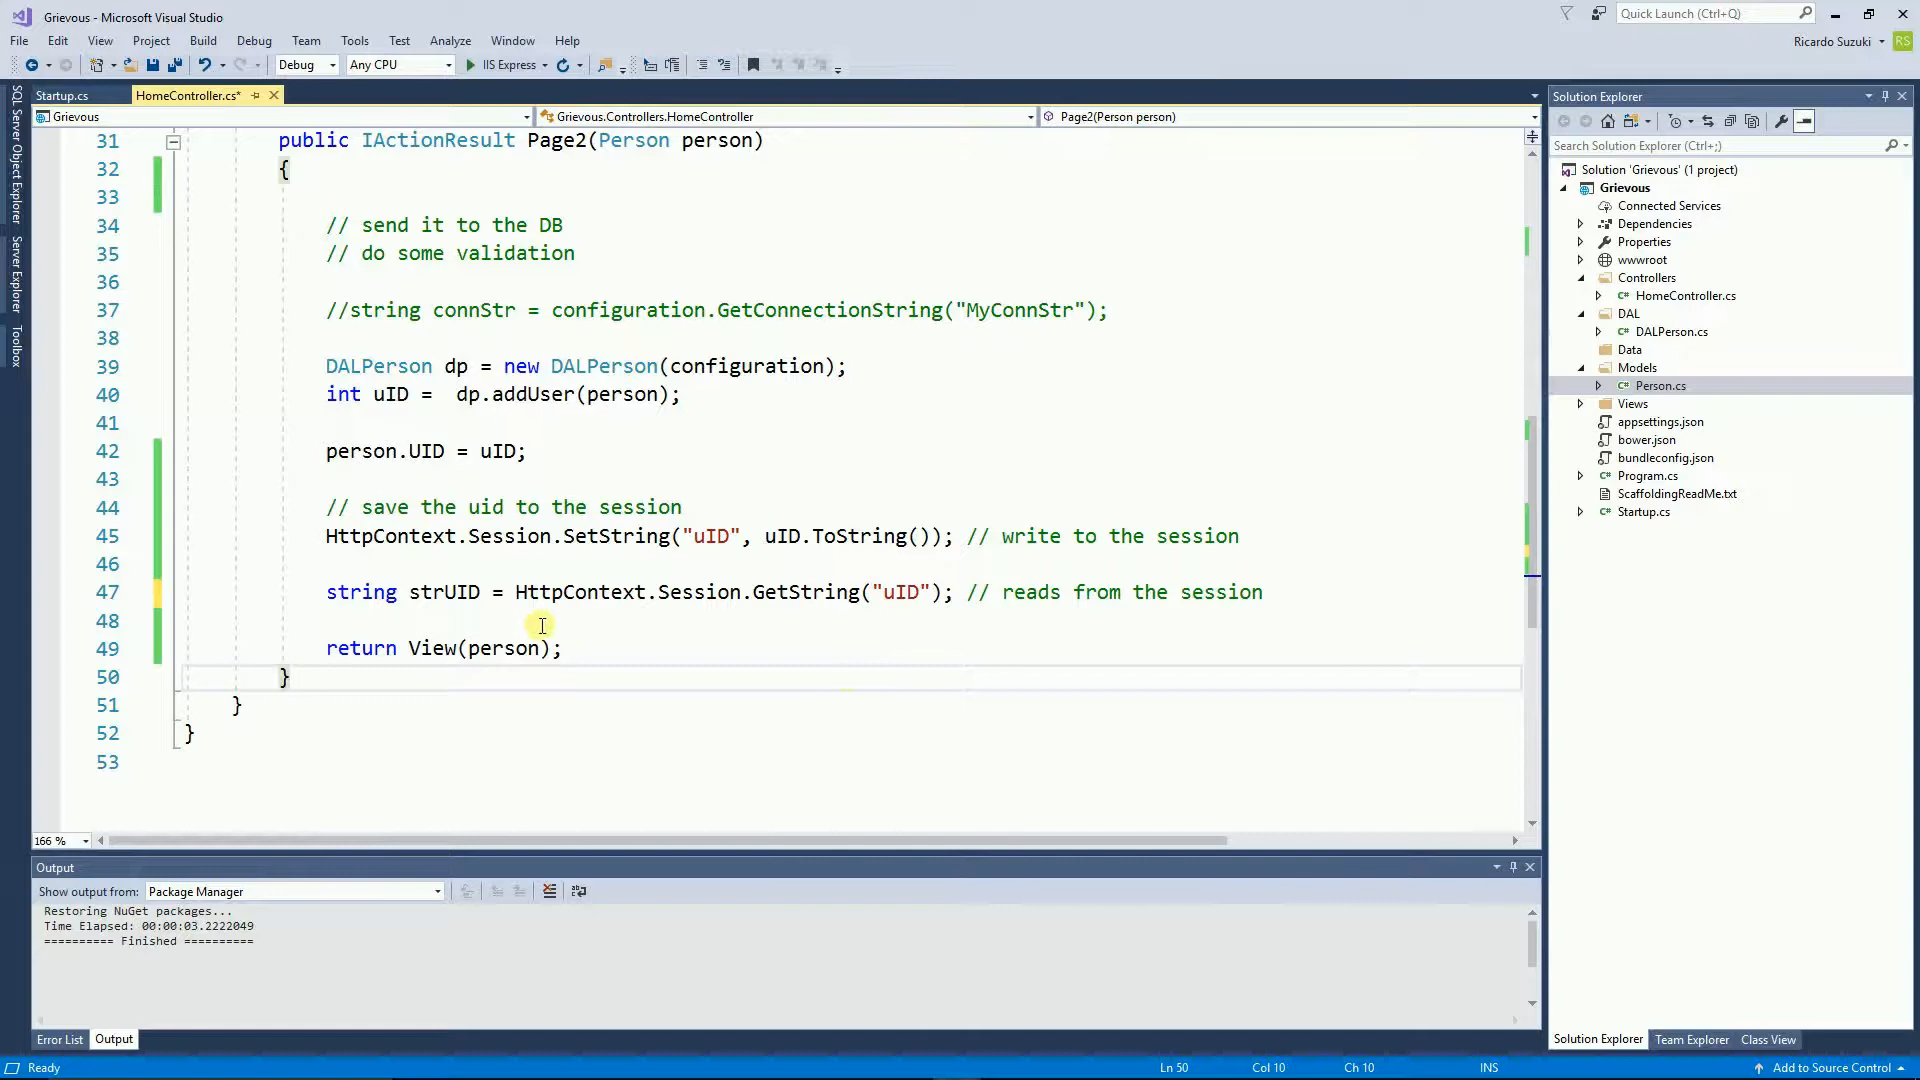 Grievous - Microsoft Visual Studio
Quick Launch (Ctrl+Q)
File Edit View Project Build Debug Team Tools Test Analyze Window Help
Ricardo Suzuki RS
Debug Any CPU IIS Express
SQL Server Object Explorer
Server Explorer
Toolbox
Startup.cs HomeController.cs*
Grievous Grievous.Controllers.HomeController Page2(Person person)
31 public IActionResult Page2(Person person)
32 {
33
34 // send it to the DB
35 // do some validation
36
37 //string connStr = configuration.GetConnectionString("MyConnStr");
38
39 DALPerson dp = new DALPerson(configuration);
40 int uID =  dp.addUser(person);
41
42 person.UID = uID;
43
44 // save the uid to the session
45 HttpContext.Session.SetString("uID", uID.ToString()); // write to the session
46
47 string strUID = HttpContext.Session.GetString("uID"); // reads from the session
48
49 return View(person);
50 }
51 }
52 }
53
166 %
Output
Show output from: Package Manager
Restoring NuGet packages...
Time Elapsed: 00:00:03.2222049
========== Finished ==========
Error List Output
Solution Explorer
Search Solution Explorer (Ctrl+;)
Solution 'Grievous' (1 project)
Grievous
Connected Services
Dependencies
Properties
wwwroot
Controllers
C# HomeController.cs
DAL
C# DALPerson.cs
Data
Models
C# Person.cs
Views
appsettings.json
bower.json
bundleconfig.json
C# Program.cs
ScaffoldingReadMe.txt
C# Startup.cs
Solution Explorer Team Explorer Class View
Ready Ln 50 Col 10 Ch 10 INS Add to Source Control